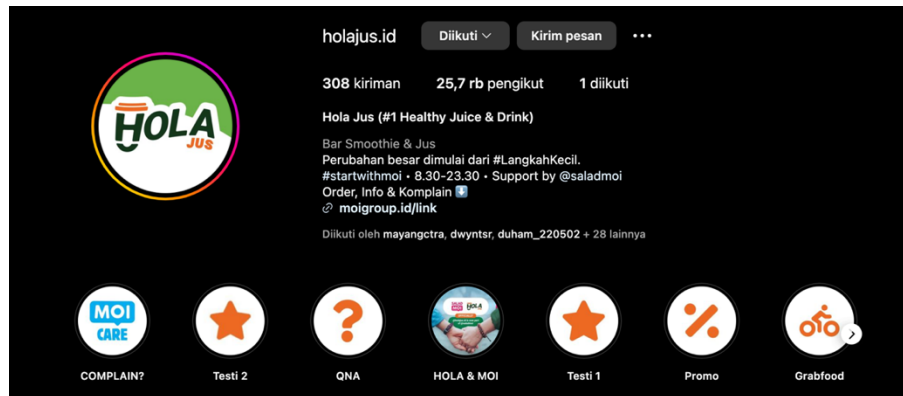 holajus.id Diikuti Kirim pesan
308 kiriman 25,7 rb pengikut 1 diikuti
HOLA
JUS
Hola Jus (#1 Healthy Juice & Drink)
Bar Smoothie & Jus
Perubahan besar dimulai dari #LangkahKecil.
#startwithmoi • 8.30-23.30 • Support by @saladmoi
Order, Info & Komplain ⬇️
moigroup.id/link
Diikuti oleh mayangctra, dwyntsr, duham_220502 + 28 lainnya
MOI
CARE
HOLA
COMPLAIN? Testi 2 QNA HOLA & MOI Testi 1 Promo Grabfood